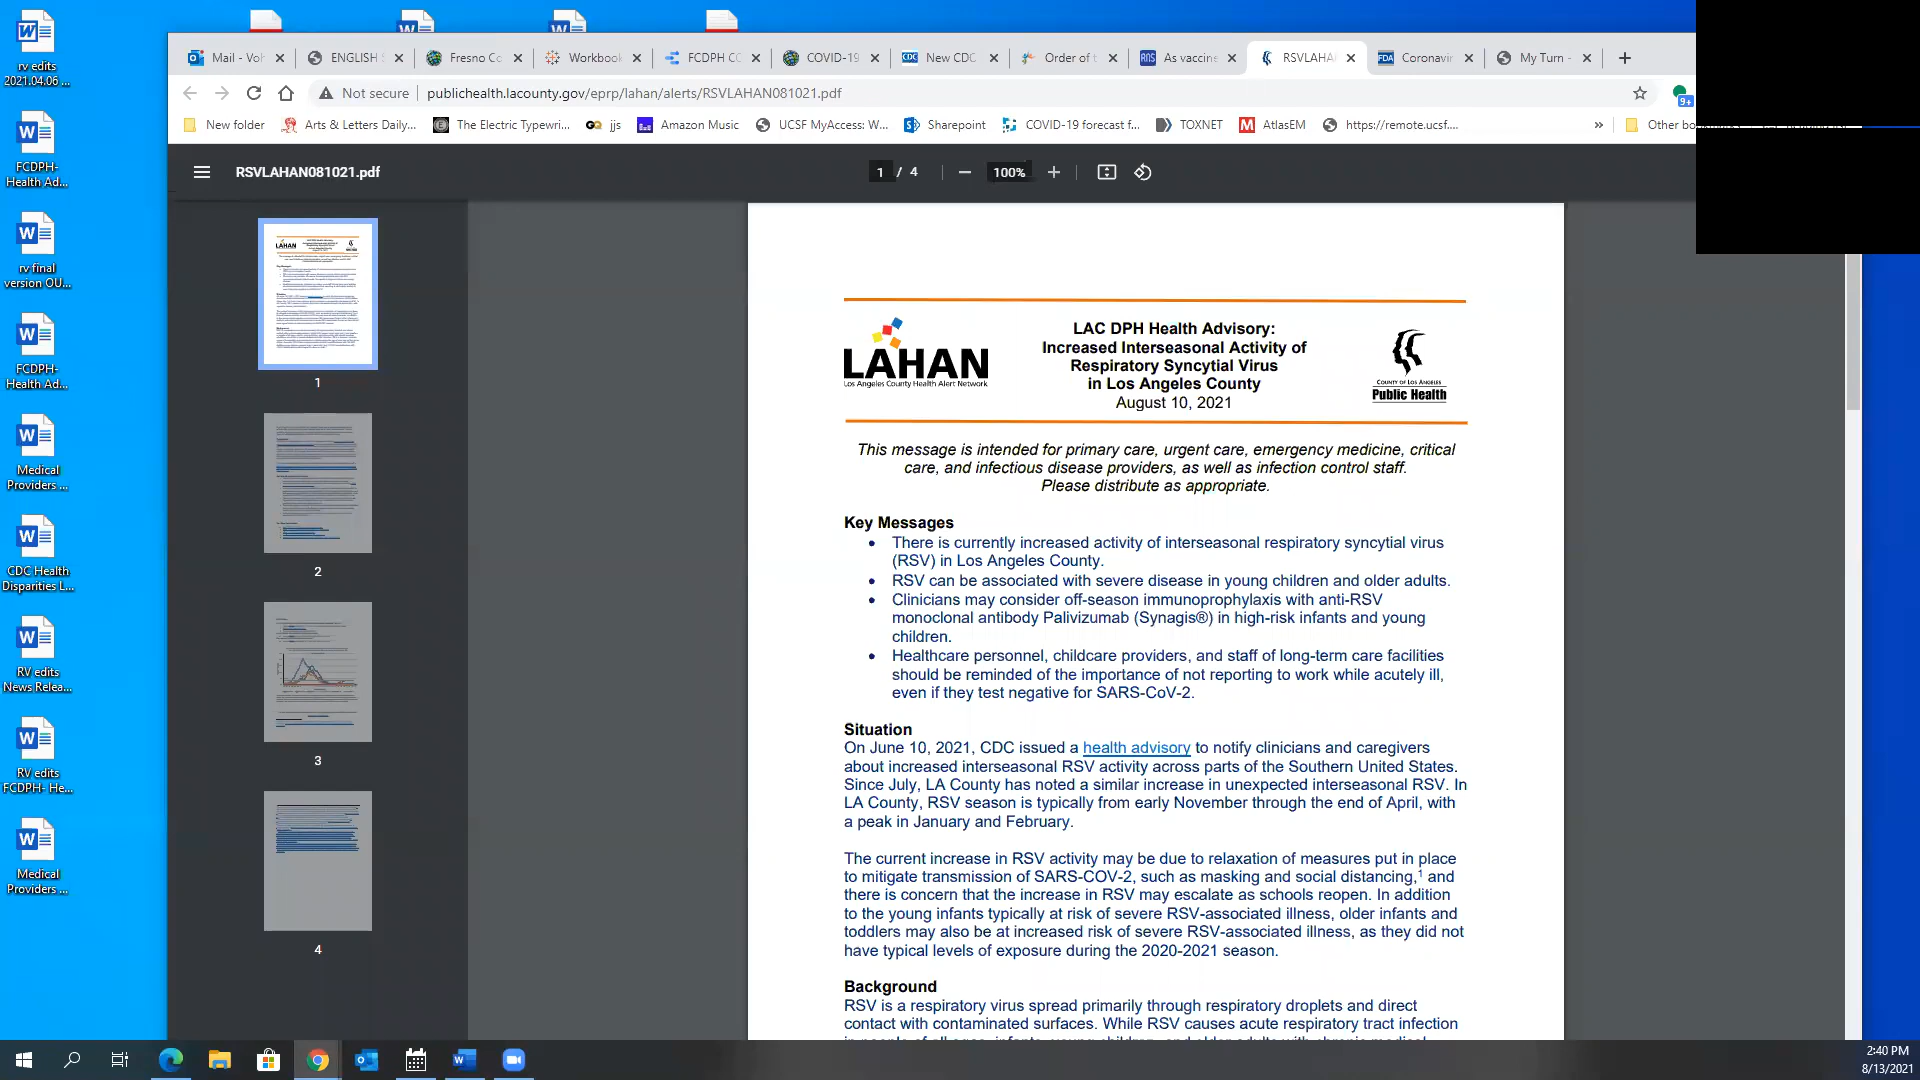 rv edits
2021.04.06 ...
FCDPH-
Health Ad...
rv final
version OU...
FCDPH-
Health Ad...
Medical
Providers ...
CDC Health
Disparities L...
RV edits
News Relea...
RV edits
FCDPH- He...
Medical
Providers ...
Mail - Vol
ENGLISH
Fresno Co
Workbook
FCDPH CO
COVID-19
New CDC
Order of t
As vaccine
RSVLAHAN
Coronavir
My Turn -
Not secure
publichealth.lacounty.gov/eprp/lahan/alerts/RSVLAHAN081021.pdf
9+
New folder
Arts & Letters Daily...
The Electric Typewri...
jjs
Amazon Music
UCSF MyAccess: W...
Sharepoint
COVID-19 forecast f...
TOXNET
AtlasEM
https://remote.ucsf....
»
Other bo
RSVLAHAN081021.pdf
1 / 4
100%
1
2
3
4
LAHAN
Los Angeles County Health Alert Network
LAC DPH Health Advisory:
Increased Interseasonal Activity of
Respiratory Syncytial Virus
in Los Angeles County
August 10, 2021
COUNTY OF LOS ANGELES
Public Health
This message is intended for primary care, urgent care, emergency medicine, critical
care, and infectious disease providers, as well as infection control staff.
Please distribute as appropriate.
Key Messages
• There is currently increased activity of interseasonal respiratory syncytial virus
(RSV) in Los Angeles County.
• RSV can be associated with severe disease in young children and older adults.
• Clinicians may consider off-season immunoprophylaxis with anti-RSV
monoclonal antibody Palivizumab (Synagis®) in high-risk infants and young
children.
• Healthcare personnel, childcare providers, and staff of long-term care facilities
should be reminded of the importance of not reporting to work while acutely ill,
even if they test negative for SARS-CoV-2.
Situation
On June 10, 2021, CDC issued a health advisory to notify clinicians and caregivers
about increased interseasonal RSV activity across parts of the Southern United States.
Since July, LA County has noted a similar increase in unexpected interseasonal RSV. In
LA County, RSV season is typically from early November through the end of April, with
a peak in January and February.
The current increase in RSV activity may be due to relaxation of measures put in place
to mitigate transmission of SARS-COV-2, such as masking and social distancing,¹ and
there is concern that the increase in RSV may escalate as schools reopen. In addition
to the young infants typically at risk of severe RSV-associated illness, older infants and
toddlers may also be at increased risk of severe RSV-associated illness, as they did not
have typical levels of exposure during the 2020-2021 season.
Background
RSV is a respiratory virus spread primarily through respiratory droplets and direct
contact with contaminated surfaces. While RSV causes acute respiratory tract infection
2:40 PM
8/13/2021